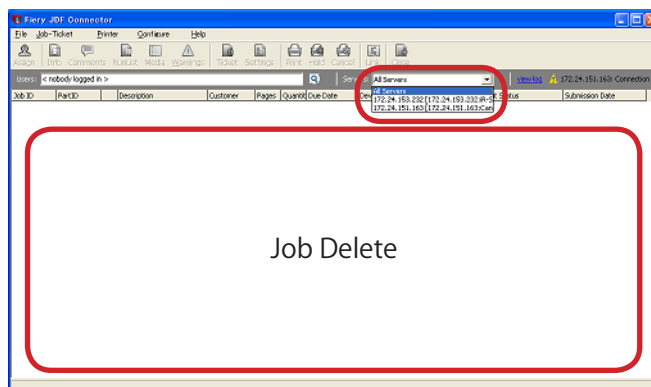 Fiery JDF Connector
File Job-Ticket Printer Configure Help
Assign Info Comments RunList Media Warnings Ticket Settings Print Hold Cancel Link Close
Users: < nobody logged in > All Servers view log 172.24.151.163: Connection
Job ID PartID Description Customer Pages Quantit Due Date Status Submission Date
All Servers
172.24.153.232[172.24.153.232:iR-S
172.24.151.163[172.24.151.163:Can
Job Delete